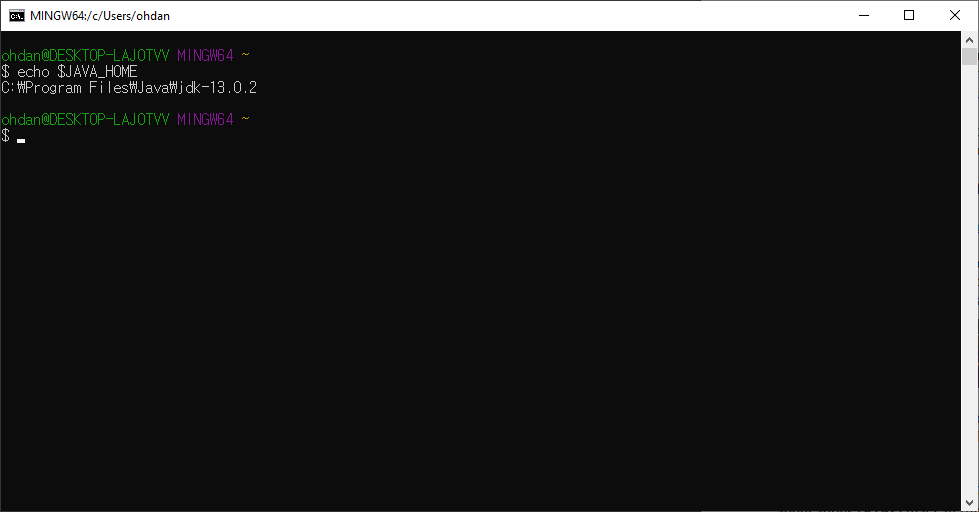 MINGW64:/c/Users/ohdan
ohdan@DESKTOP-LAJOTVV MINGW64 ~
$ echo $JAVA_HOME
C:₩Program Files₩Java₩jdk-13.0.2
ohdan@DESKTOP-LAJOTVV MINGW64 ~
$